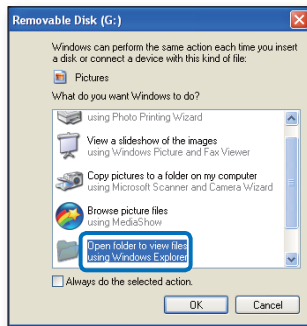 Removable Disk (G:)
Windows can perform the same action each time you insert
a disk or connect a device with this kind of file:
Pictures
What do you want Windows to do?
using Photo Printing Wizard
View a slideshow of the images
using Windows Picture and Fax Viewer
Copy pictures to a folder on my computer
using Microsoft Scanner and Camera Wizard
Browse picture files
using MediaShow
Open folder to view files
using Windows Explorer
Always do the selected action.
OK
Cancel